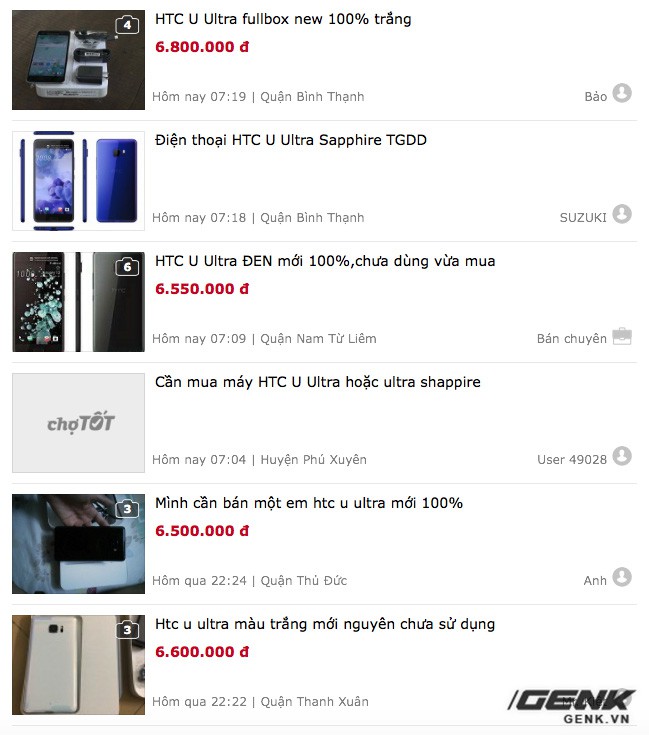 4
HTC U Ultra fullbox new 100% trắng
6.800.000 đ
Hôm nay 07:19 | Quận Bình Thạnh
Bảo
Điện thoại HTC U Ultra Sapphire TGDD
Hôm nay 07:18 | Quận Bình Thạnh
SUZUKI
6
HTC U Ultra ĐEN mới 100%,chưa dùng vừa mua
6.550.000 đ
Hôm nay 07:09 | Quận Nam Từ Liêm
Bán chuyên
chợTỐT
Cần mua máy HTC U Ultra hoặc ultra shappire
Hôm nay 07:04 | Huyện Phú Xuyên
User 49028
3
Mình cần bán một em htc u ultra mới 100%
6.500.000 đ
Hôm qua 22:24 | Quận Thủ Đức
Anh
3
Htc u ultra màu trắng mới nguyên chưa sử dụng
6.600.000 đ
Hôm qua 22:22 | Quận Thanh Xuân
GENK
GENK.VN